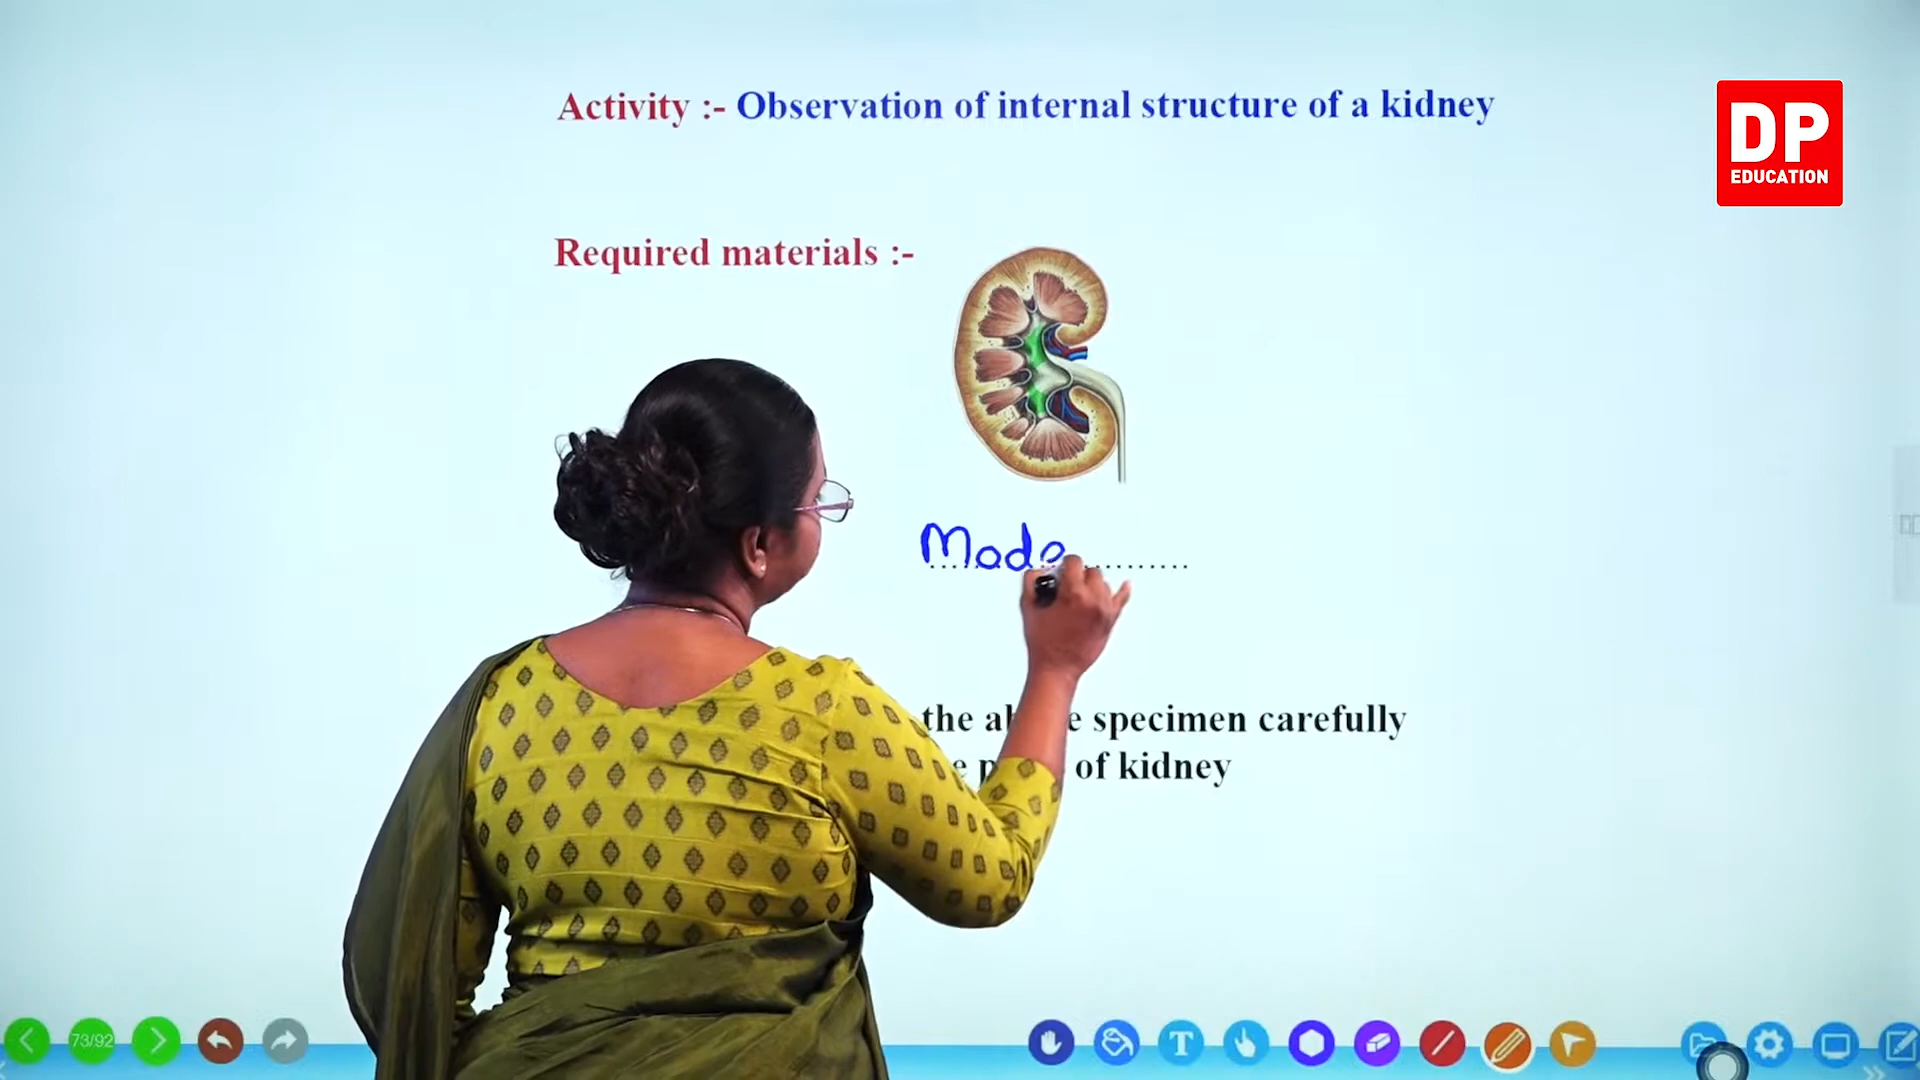 Activity :- Observation of internal structure of a kidney
DP
EDUCATION
Required materials :-
Mode
the specimen carefully
of kidney
73/92